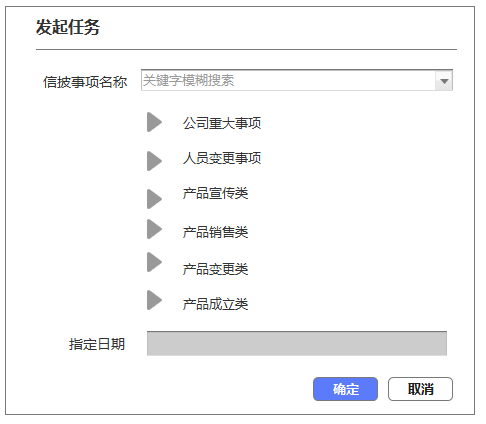 发起任务
信披事项名称 关键字模糊搜索
公司重大事项
人员变更事项
产品宣传类
产品销售类
产品变更类
产品成立类
指定日期
确定 取消